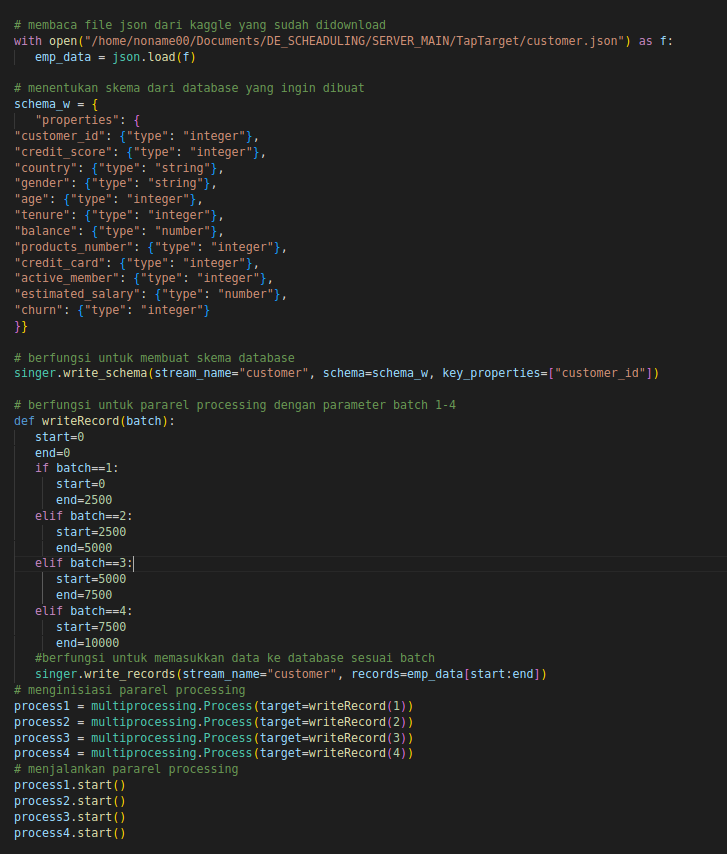 # membaca file json dari kaggle yang sudah didownload
with open("/home/noname00/Documents/DE_SCHEADULING/SERVER_MAIN/TapTarget/customer.json") as f:
    emp_data = json.load(f)
# menentukan skema dari database yang ingin dibuat
schema_w = {
    "properties": {
"customer_id": {"type": "integer"},
"credit_score": {"type": "integer"},
"country": {"type": "string"},
"gender": {"type": "string"},
"age": {"type": "integer"},
"tenure": {"type": "integer"},
"balance": {"type": "number"},
"products_number": {"type": "integer"},
"credit_card": {"type": "integer"},
"active_member": {"type": "integer"},
"estimated_salary": {"type": "number"},
"churn": {"type": "integer"}
}}
# berfungsi untuk membuat skema database
singer.write_schema(stream_name="customer", schema=schema_w, key_properties=["customer_id"])
# berfungsi untuk pararel processing dengan parameter batch 1-4
def writeRecord(batch):
    start=0
    end=0
    if batch==1:
        start=0
        end=2500
    elif batch==2:
        start=2500
        end=5000
    elif batch==3:
        start=5000
        end=7500
    elif batch==4:
        start=7500
        end=10000
    #berfungsi untuk memasukkan data ke database sesuai batch
    singer.write_records(stream_name="customer", records=emp_data[start:end])
# menginisiasi pararel processing
process1 = multiprocessing.Process(target=writeRecord(1))
process2 = multiprocessing.Process(target=writeRecord(2))
process3 = multiprocessing.Process(target=writeRecord(3))
process4 = multiprocessing.Process(target=writeRecord(4))
# menjalankan pararel processing
process1.start()
process2.start()
process3.start()
process4.start()